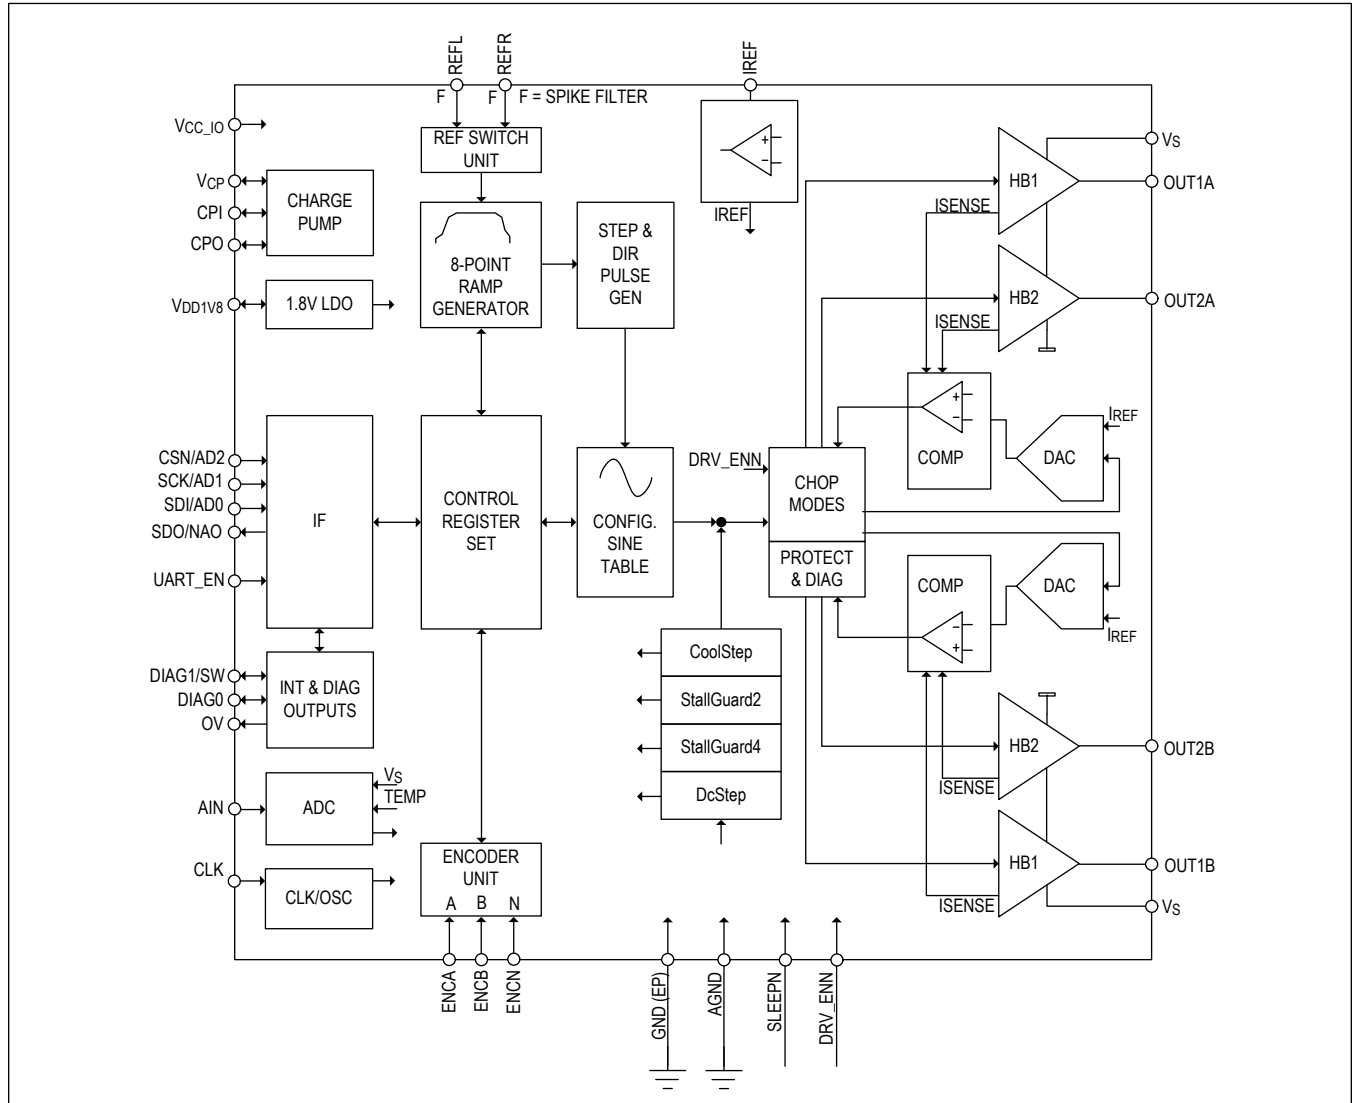 REFL
REFR
IREF
F
F
F = SPIKE FILTER
VCC_IO
REF SWITCH
UNIT
VS
VCP
CPI
CPO
CHARGE
PUMP
IREF
HB1
OUT1A
ISENSE
8-POINT
RAMP
GENERATOR
STEP &
DIR
PULSE
GEN
VDD1V8
1.8V LDO
HB2
OUT2A
ISENSE
CSN/AD2
SCK/AD1
SDI/AD0
SDO/NAO
UART_EN
IF
CONTROL
REGISTER
SET
CONFIG.
SINE
TABLE
DRV_ENN
CHOP
MODES
PROTECT
& DIAG
+
−
COMP
DAC
IREF
COMP
−
+
DAC
IREF
DIAG1/SW
DIAG0
OV
INT & DIAG
OUTPUTS
CoolStep
StallGuard2
StallGuard4
DcStep
HB2
OUT2B
ISENSE
AIN
ADC
VS
TEMP
CLK
CLK/OSC
ENCODER
UNIT
A
B
N
HB1
OUT1B
ISENSE
VS
ENCA
ENCB
ENCN
GND (EP)
AGND
SLEEPN
DRV_ENN
+
−